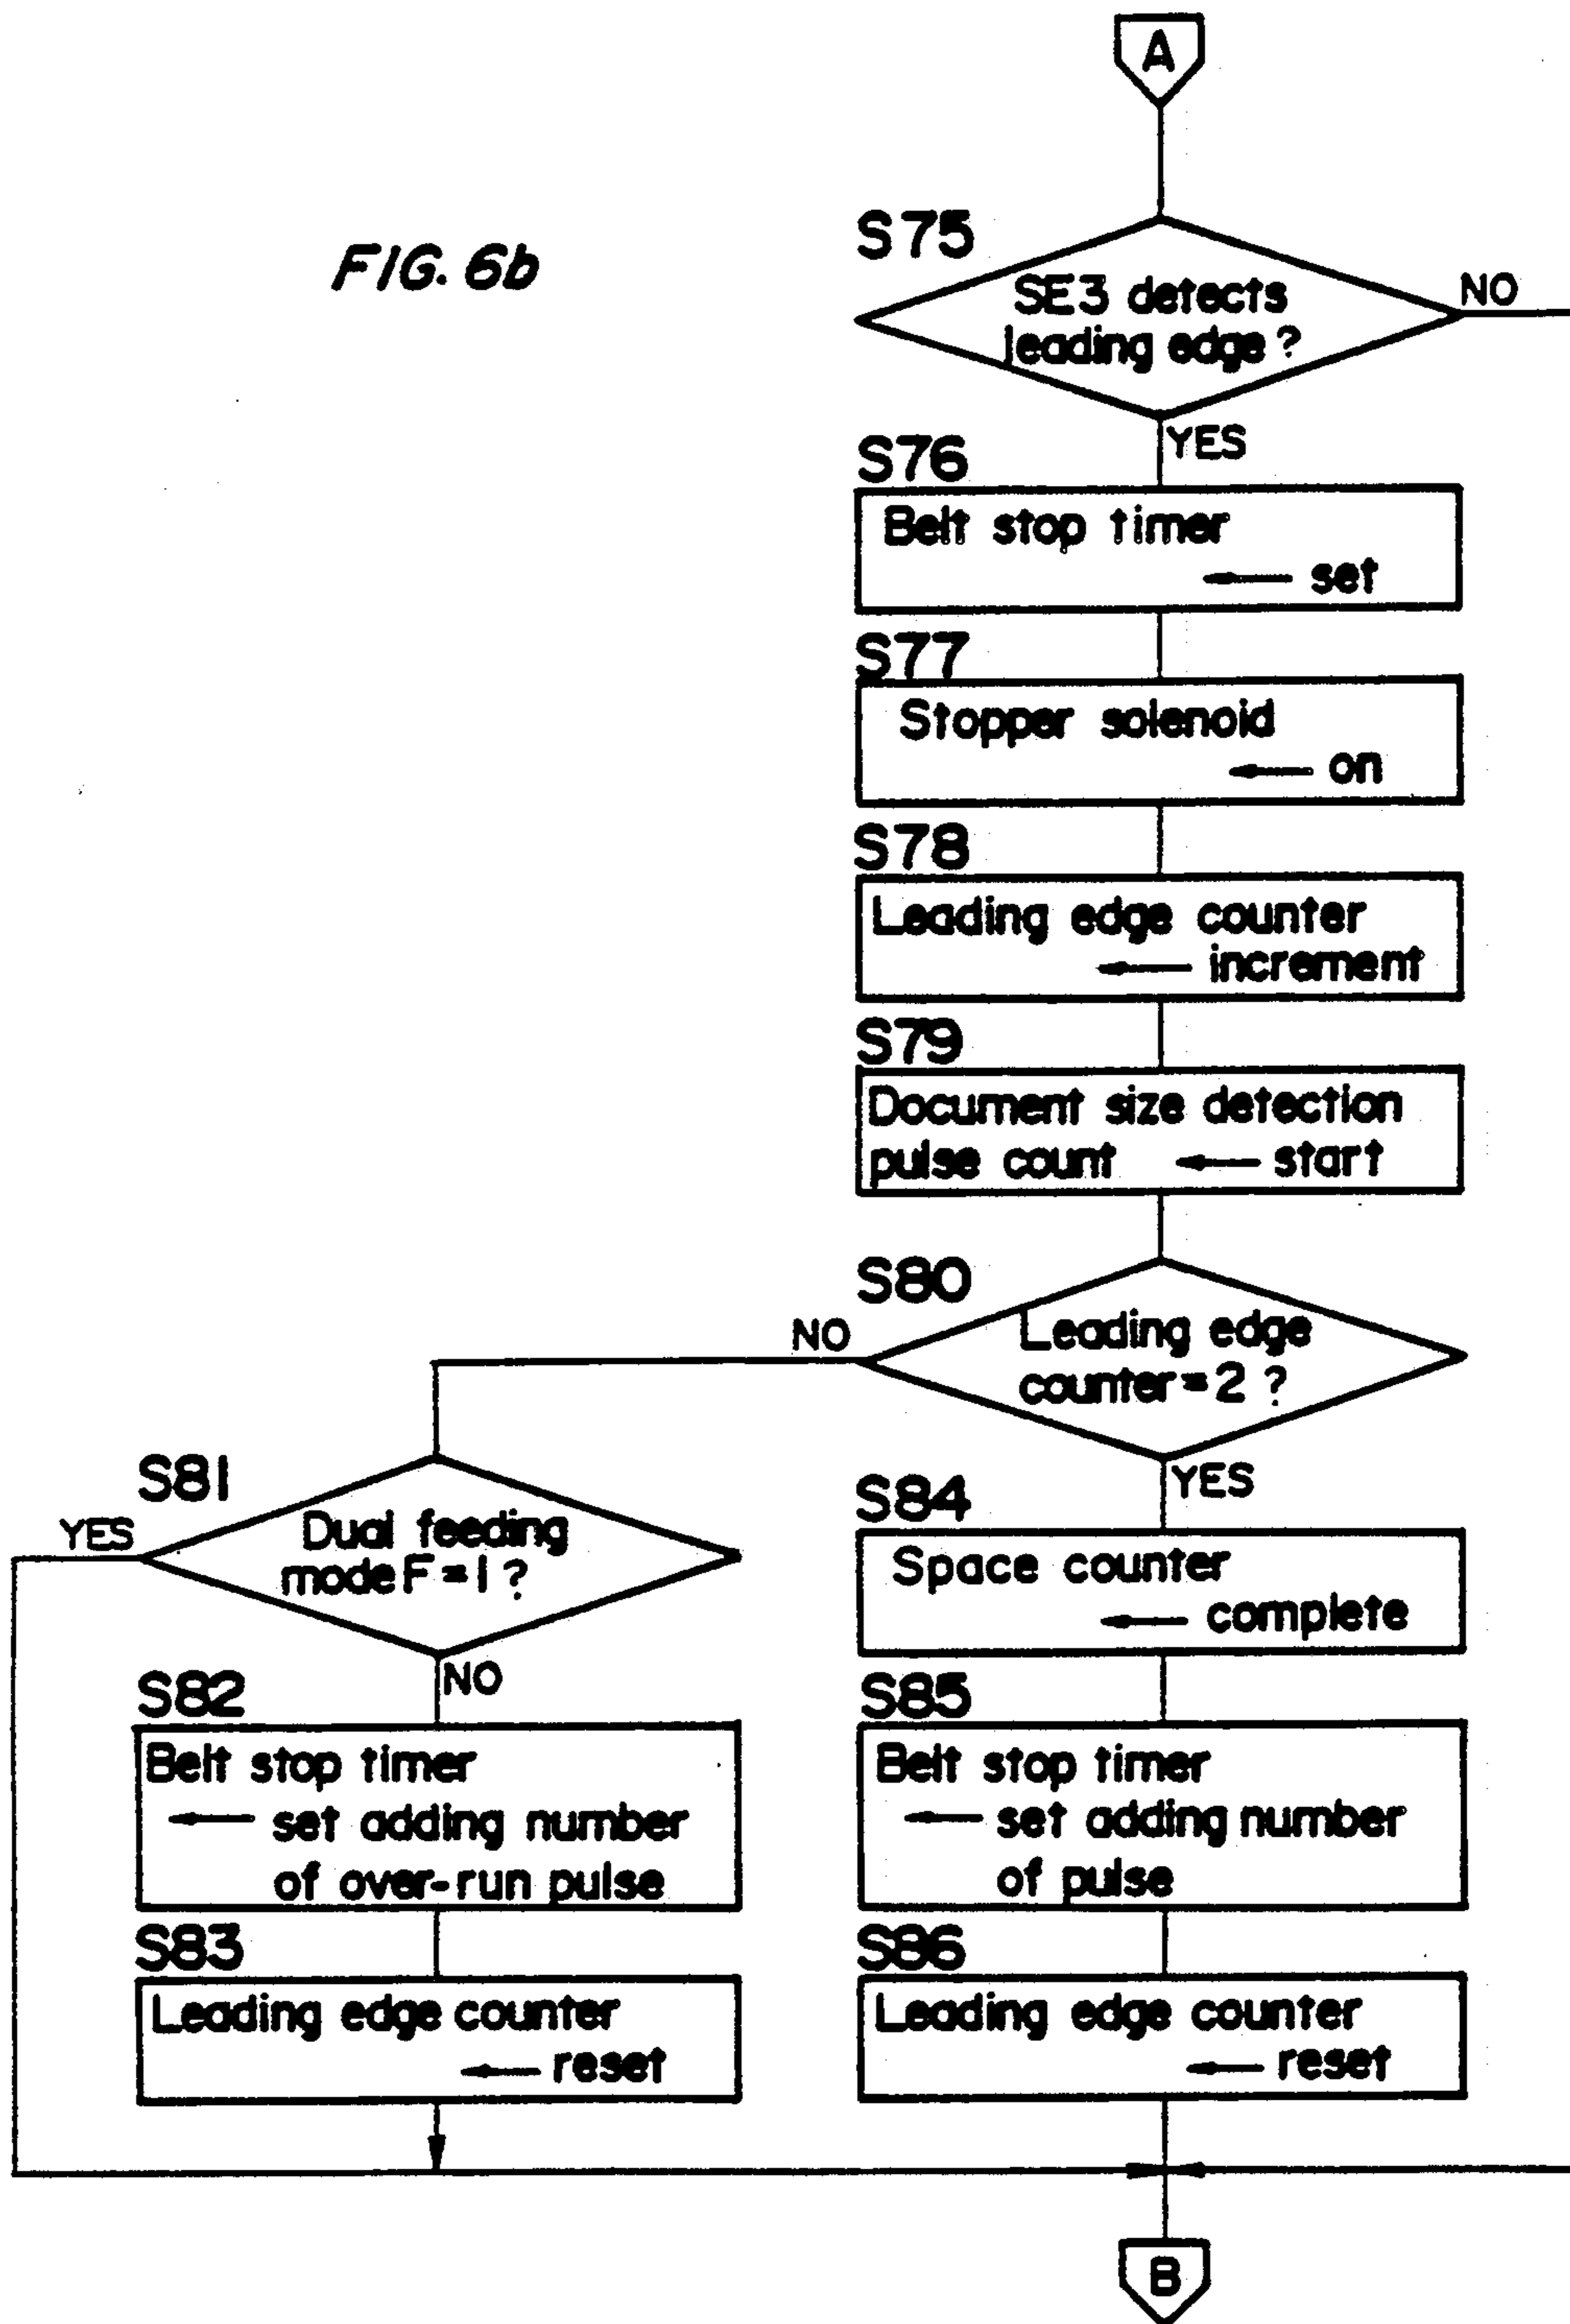 A
FIG. 6b
S75
SE3 detects
leading edge?
NO
YES
S76
Belt stop timer
← set
S77
Stopper solenoid
← on
S78
Leading edge counter
← increment
S79
Document size detection
pulse count ← start
S80
Leading edge
counter=2?
NO
YES
S81
Dual feeding
mode F=1?
YES
NO
S82
Belt stop timer
← set adding number
of over-run pulse
S83
Leading edge counter
← reset
S84
Space counter
← complete
S85
Belt stop timer
← set adding number
of pulse
S86
Leading edge counter
← reset
B